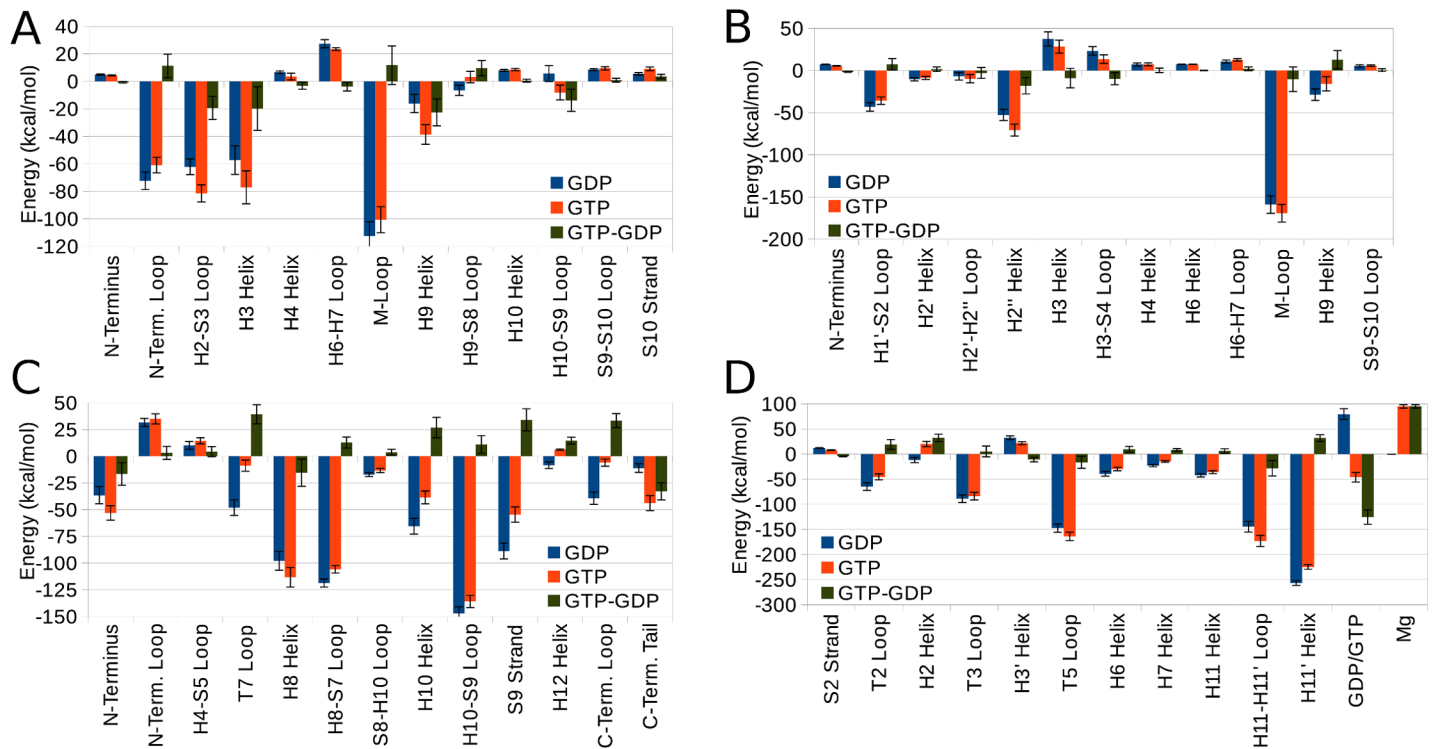 A
Energy (kcal/mol)
40
20
0
-20
-40
-60
-80
-100
-120
GDP
GTP
GTP-GDP
N-Terminus
N-Term. Loop
H2-S3 Loop
H3 Helix
H4 Helix
H6-H7 Loop
M-Loop
H9 Helix
H9-S8 Loop
H10 Helix
H10-S9 Loop
S9-S10 Loop
S10 Strand
B
Energy (kcal/mol)
50
0
-50
-100
-150
-200
GDP
GTP
GTP-GDP
N-Terminus
H1'-S2 Loop
H2' Helix
H2'-H2'' Loop
H2'' Helix
H3 Helix
H3-S4 Loop
H4 Helix
H6 Helix
H6-H7 Loop
M-Loop
H9 Helix
S9-S10 Loop
C
Energy (kcal/mol)
50
25
0
-25
-50
-75
-100
-125
-150
GDP
GTP
GTP-GDP
N-Terminus
N-Term. Loop
H4-S5 Loop
T7 Loop
H8 Helix
H8-S7 Loop
S8-H10 Loop
H10 Helix
H10-S9 Loop
S9 Strand
H12 Helix
C-Term. Loop
C-Term. Tail
D
Energy (kcal/mol)
100
50
0
-50
-100
-150
-200
-250
-300
GDP
GTP
GTP-GDP
S2 Strand
T2 Loop
H2 Helix
T3 Loop
H3' Helix
T5 Loop
H6 Helix
H7 Helix
H11 Helix
H11-H11' Loop
H11' Helix
GDP/GTP
Mg